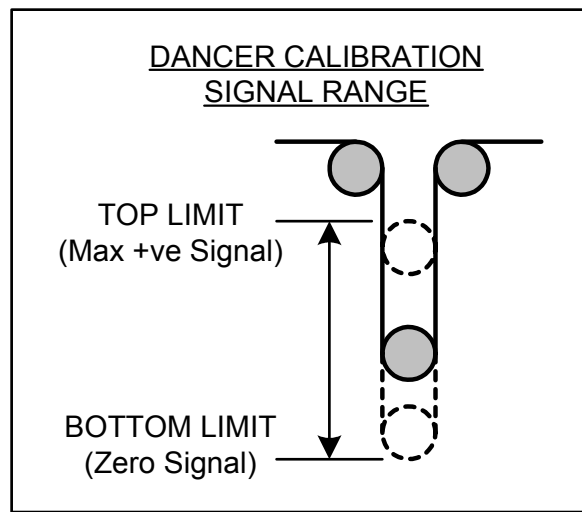 DANCER CALIBRATION
SIGNAL RANGE
TOP LIMIT
(Max +ve Signal)
BOTTOM LIMIT
(Zero Signal)